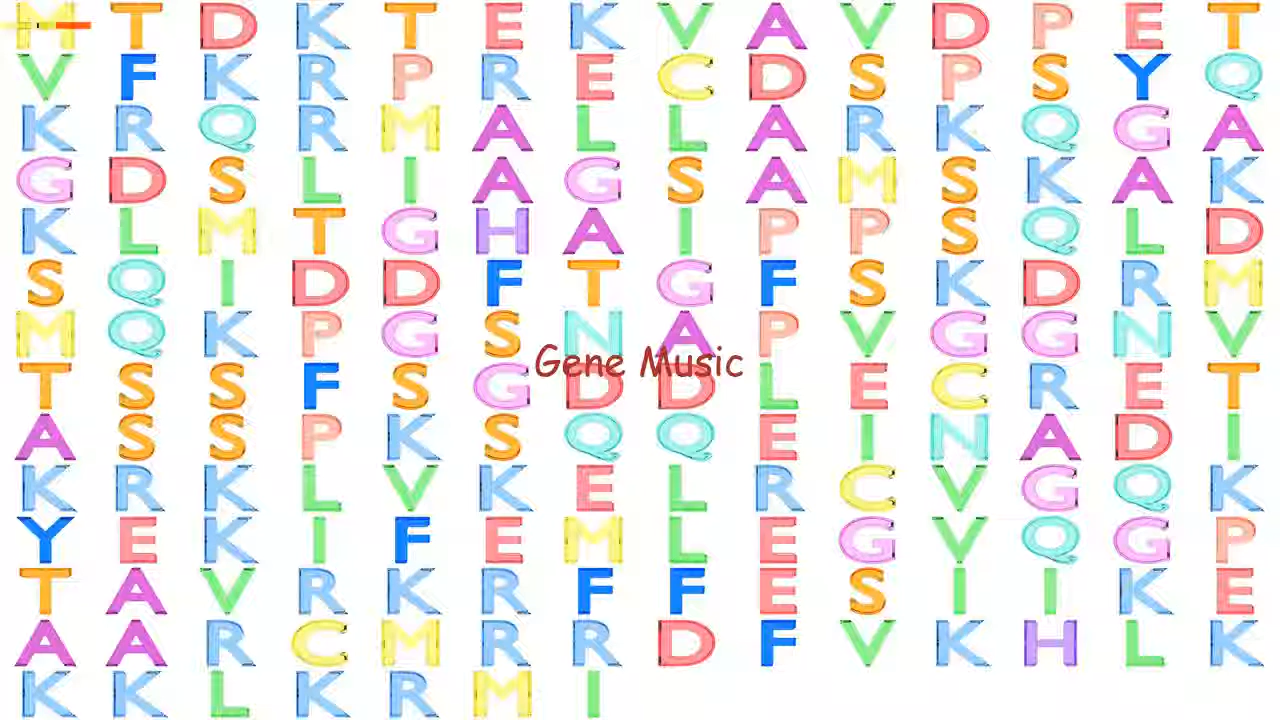 M T D K T E K V A V D P E T
V F K R P R E C D S P S Y Q
K R Q R M A L L A R K Q G A
G D S L I A G S A M S K A K
K L M T G H A I P P S Q L D
S Q I D D F T G F S K D R M
M Q K P G S N A P V G G N V
Gene Music
T S S F S G D D L E C R E T
A S S P K S Q Q E I N A D I
K R K L V K E L R C V G Q K
Y E K I F E M L E G V Q G P
T A V R K R F F E S I I K E
A A R C M R R D F V K H L K
K K L K R M I